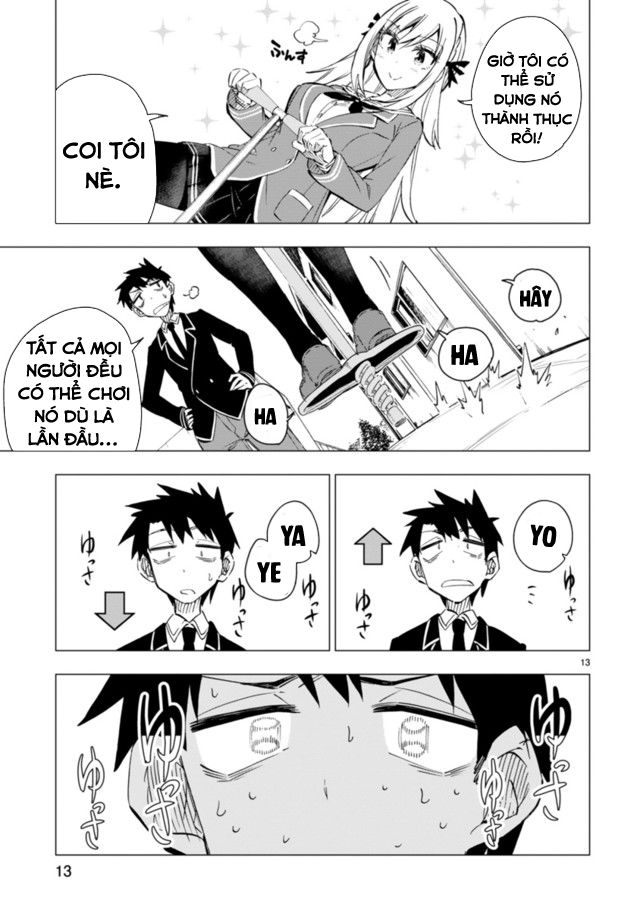 GIỜ TÔI CÓ
THỂ SỬ
DỤNG NÓ
THÀNH THỤC
RỒI!
ふんす
COI TÔI
NÈ.
HÂY
HA
HA
TẤT CẢ MỌI
NGƯỜI ĐỀU
CÓ THỂ CHƠI
NÓ DÙ LÀ
LẦN ĐẦU...
YO
ゆっさ
YA
YE
ゆっさ
ゆっさ
13
ゆっさ
ゆっさ
ゆっさ
ゆっさ
13